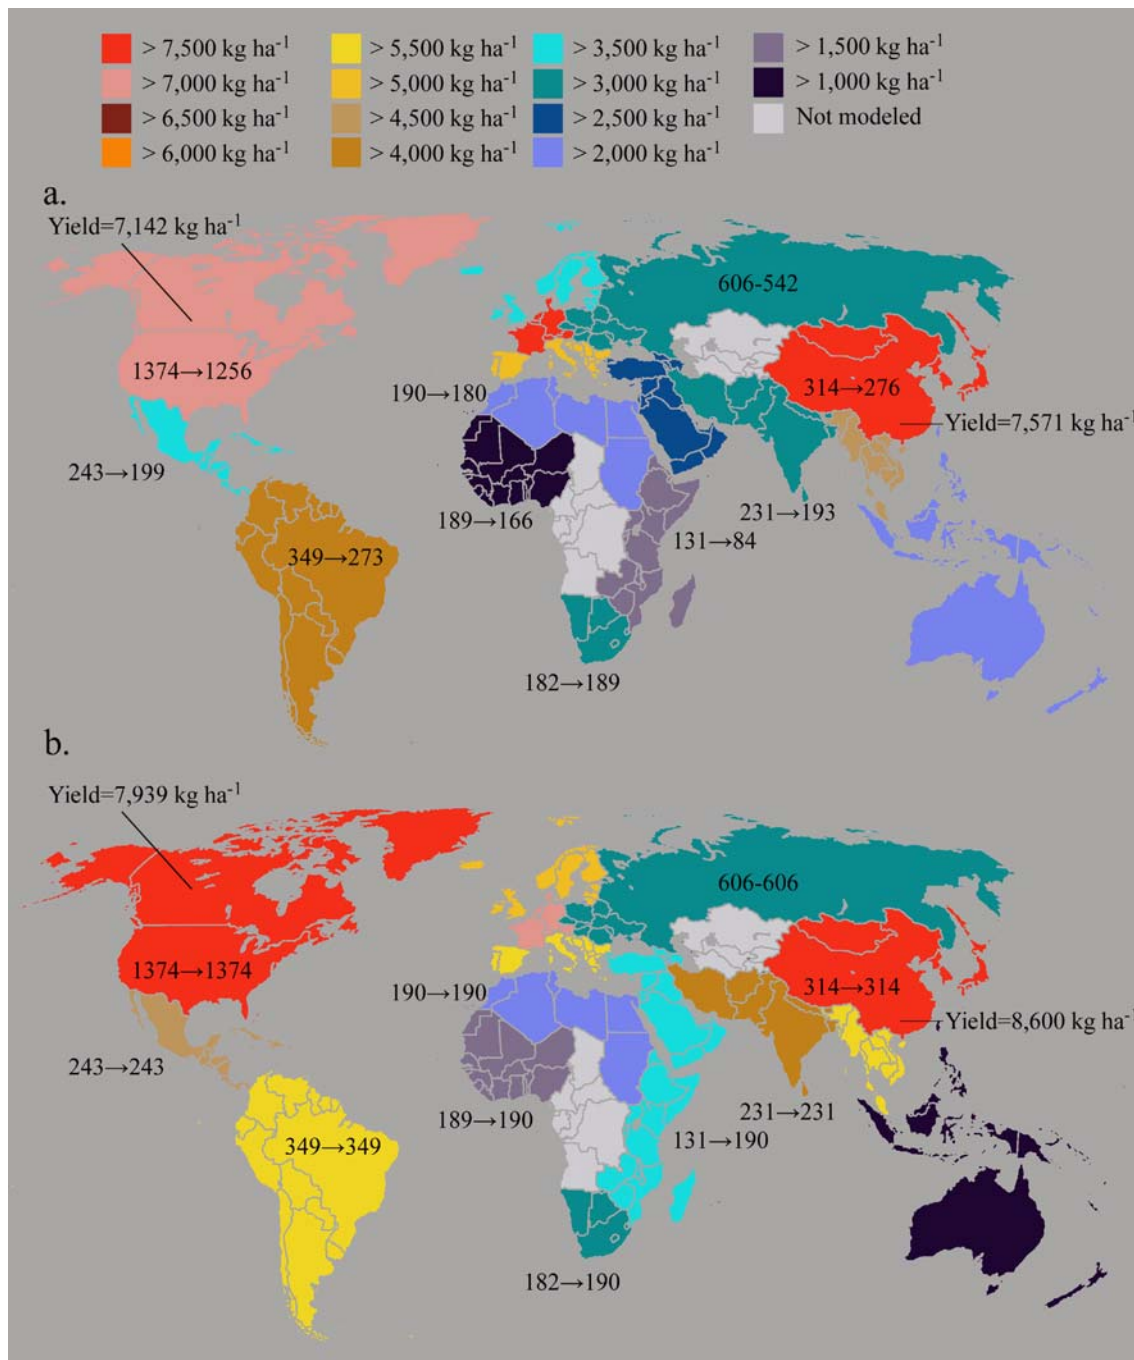 > 7,500 kg ha-1 > 5,500 kg ha-1 > 3,500 kg ha-1 > 1,500 kg ha-1
> 7,000 kg ha-1 > 5,000 kg ha-1 > 3,000 kg ha-1 > 1,000 kg ha-1
> 6,500 kg ha-1 > 4,500 kg ha-1 > 2,500 kg ha-1 Not modeled
> 6,000 kg ha-1 > 4,000 kg ha-1 > 2,000 kg ha-1
a.
Yield=7,142 kg ha-1
606-542
1374→1256
190→180
314→276
Yield=7,571 kg ha-1
243→199
189→166
231→193
131→84
349→273
182→189
b.
Yield=7,939 kg ha-1
606-606
1374→1374
190→190
314→314
Yield=8,600 kg ha-1
243→243
189→190
231→231
131→190
349→349
182→190